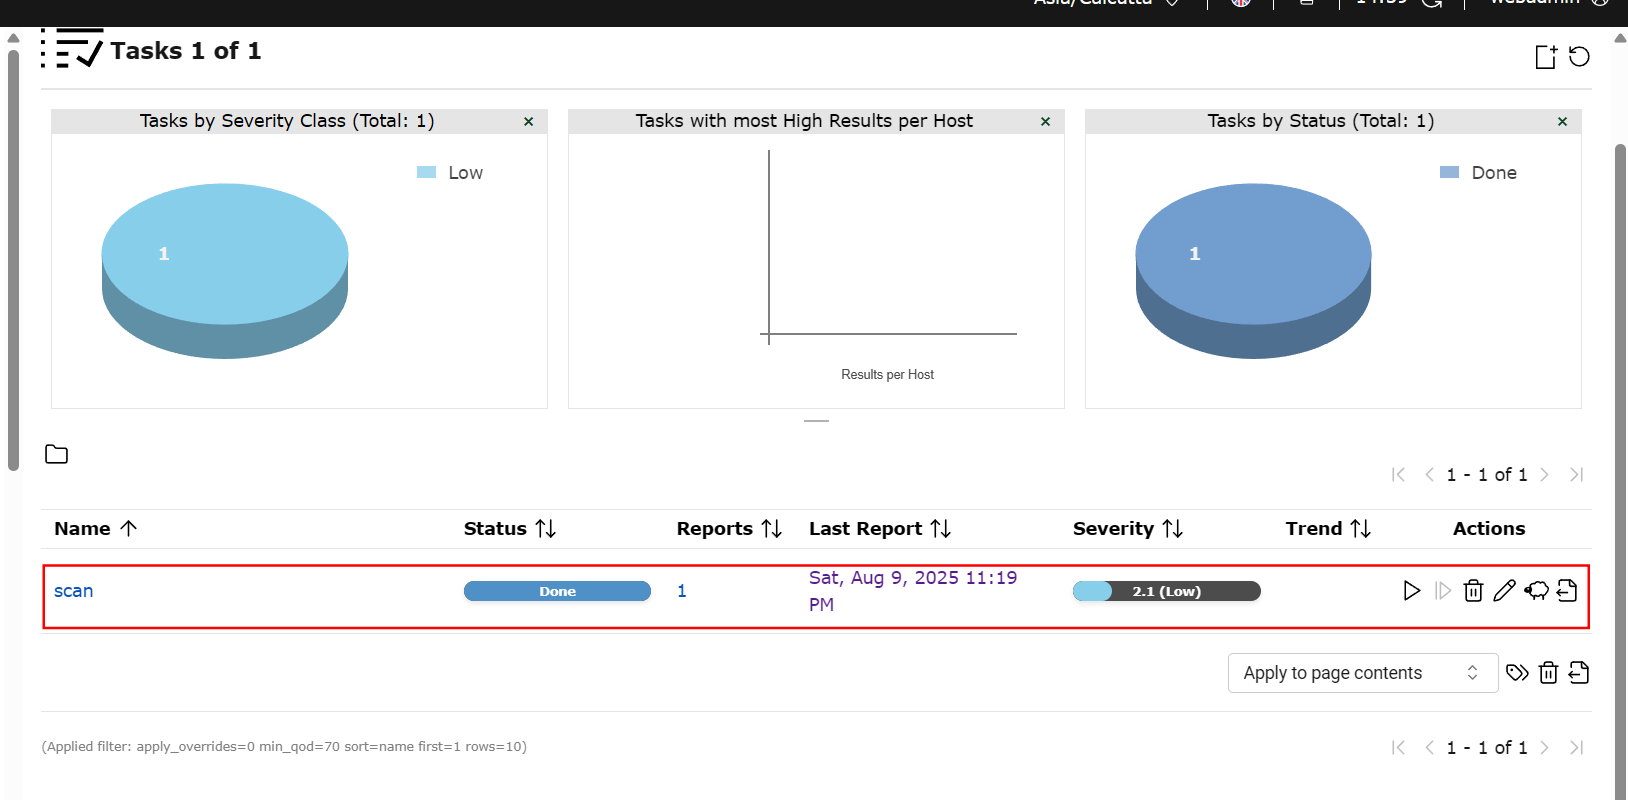 Asia/Calcutta
webadmin
Tasks 1 of 1
Tasks by Severity Class (Total: 1)
Low
1
Tasks with most High Results per Host
Results per Host
Tasks by Status (Total: 1)
Done
1
1 - 1 of 1
Name Status Reports Last Report Severity Trend Actions
scan Done 1 Sat, Aug 9, 2025 11:19 PM 2.1 (Low)
Apply to page contents
(Applied filter: apply_overrides=0 min_qod=70 sort=name first=1 rows=10)
1 - 1 of 1